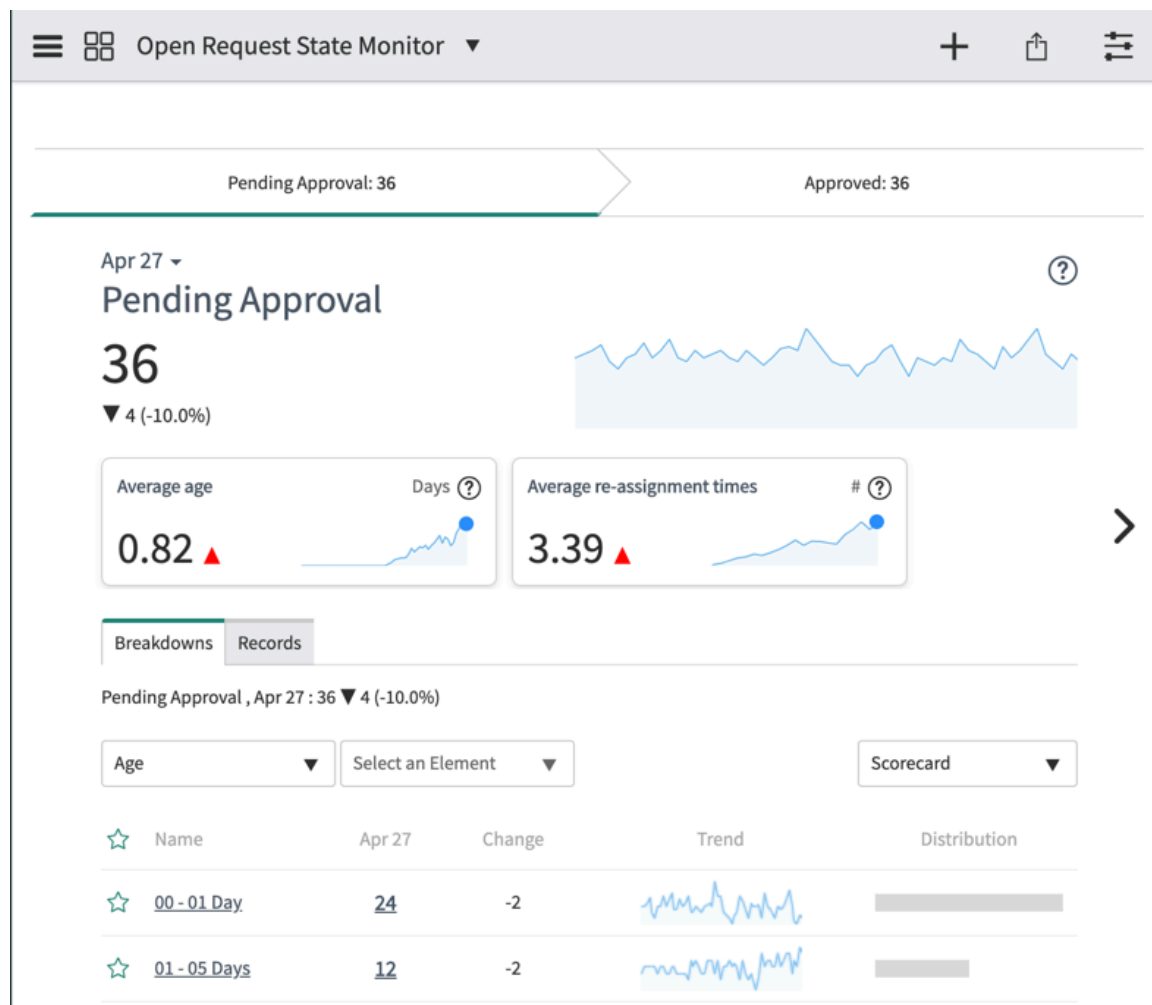 Open Request State Monitor ▼
Pending Approval: 36
Approved: 36
Apr 27
Pending Approval
36
▼ 4 (-10.0%)
Average age Days ?
0.82 ▲
Average re-assignment times # ?
3.39 ▲
Breakdowns Records
Pending Approval , Apr 27 : 36 ▼ 4 (-10.0%)
Age ▼ Select an Element ▼ Scorecard ▼
Name Apr 27 Change Trend Distribution
00 - 01 Day 24 -2
01 - 05 Days 12 -2